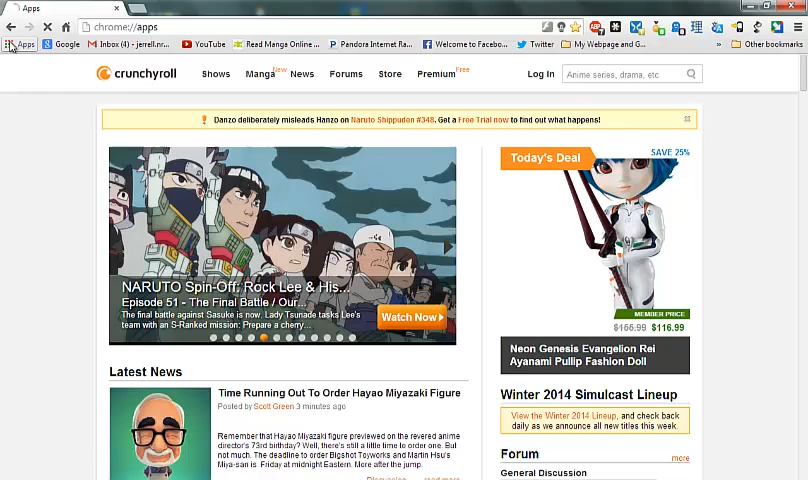 Apps
chrome://apps
Apps
Google
Inbox (4) - jerrell.nr...
YouTube
Read Manga Online ...
Pandora Internet Ra...
Welcome to Facebo...
Twitter
My Webpage and G...
»
Other bookmarks
crunchyroll
Shows
Manga New
News
Forums
Store
Premium Free
Log In
Anime series, drama, etc
Danzo deliberately misleads Hanzo on Naruto Shippuden #348. Get a Free Trial now to find out what happens!
NARUTO Spin-Off: Rock Lee & His...
Episode 51 - The Final Battle / Our...
The final battle against Sasuke is now. Lady Tsunade tasks Lee's
team with an S-Ranked mission: Prepare a cherry...
Watch Now
Today's Deal
SAVE 25%
MEMBER PRICE
$155.99 $116.99
Neon Genesis Evangelion Rei
Ayanami Pullip Fashion Doll
Latest News
Time Running Out To Order Hayao Miyazaki Figure
Posted by Scott Green 3 minutes ago
Remember that Hayao Miyazaki figure previewed on the revered anime
director's 73rd birthday? Well, there's still a little time to order one. But
not much. The deadline to order Bigshot Toyworks and Martin Hsu's
Miya-san is Friday at midnight Eastern. More after the jump.
Winter 2014 Simulcast Lineup
View the Winter 2014 Lineup, and check back
daily as we announce all new titles this week.
Forum
more
General Discussion